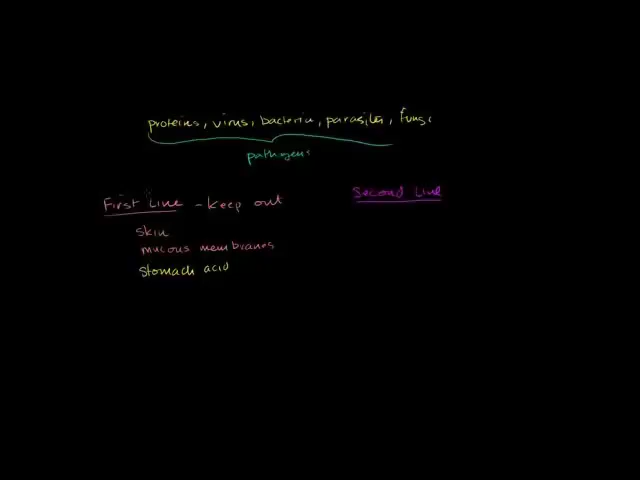 proteins, virus, bacteria, parasites, fungi
pathogens
First Line - keep out
Second Line
skin
mucous membranes
stomach acid